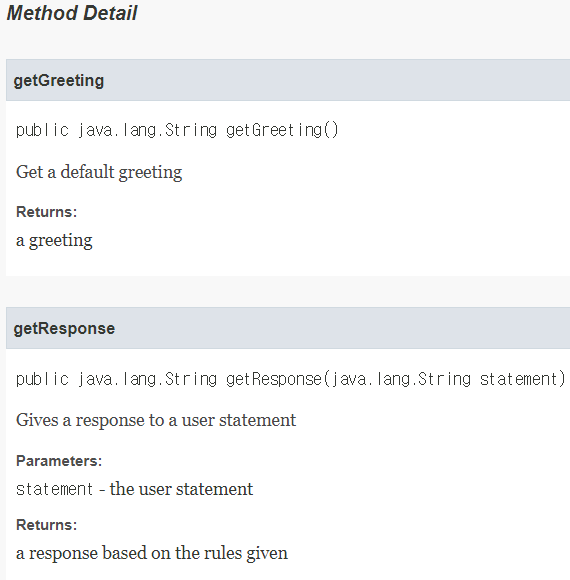 Method Detail
getGreeting
public java.lang.String getGreeting()
Get a default greeting
Returns:
a greeting
getResponse
public java.lang.String getResponse(java.lang.String statement)
Gives a response to a user statement
Parameters:
statement - the user statement
Returns:
a response based on the rules given